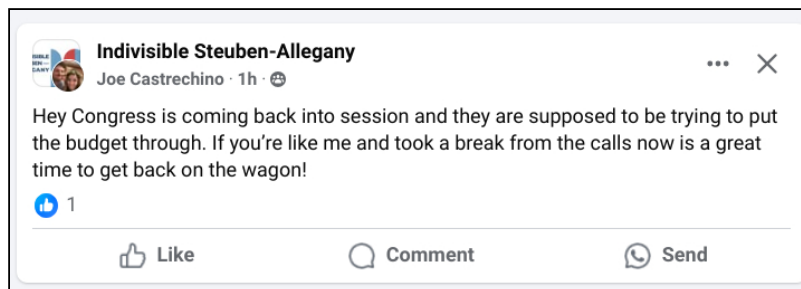 Indivisible Steuben-Allegany
Joe Castrechino · 1h ·
Hey Congress is coming back into session and they are supposed to be trying to put
the budget through. If you’re like me and took a break from the calls now is a great
time to get back on the wagon!
1
Like
Comment
Send